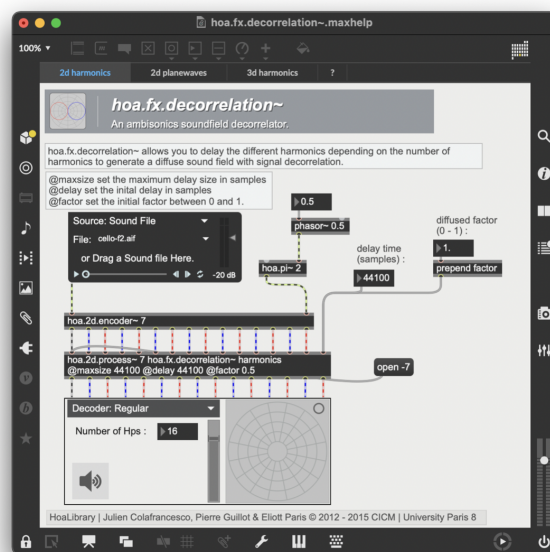 hoa.fx.decorrelation~.maxhelp
100%
2d harmonics
2d planewaves
3d harmonics
?
hoa.fx.decorrelation~
An ambisonics soundfield decorrelator.
hoa.fx.decorrelation~ allows you to delay the different harmonics depending on the number of
harmonics to generate a diffuse sound field with signal decorrelation.
@maxsize set the maximum delay size in samples
@delay set the inital delay in samples
@factor set the initial factor between 0 and 1.
0.5
Source: Sound File
phasor~ 0.5
diffused factor
(0 - 1) :
File: cello-f2.aif
delay time
(samples) :
1.
or Drag a Sound file Here.
hoa.pi~ 2
prepend factor
-20 dB
44100
hoa.2d.encoder~ 7
hoa.2d.process~ 7 hoa.fx.decorrelation~ harmonics
@maxsize 44100 @delay 44100 @factor 0.5
open -7
Decoder: Regular
Number of Hps :
16
HoaLibrary | Julien Colafrancesco, Pierre Guillot & Eliott Paris © 2012 - 2015 CICM | University Paris 8